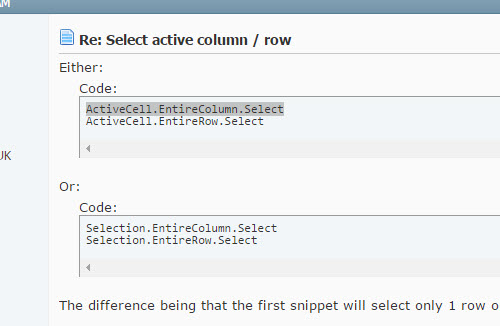 AM
Re: Select active column / row
Either:
Code:
ActiveCell.EntireColumn.Select
ActiveCell.EntireRow.Select
UK
Or:
Code:
Selection.EntireColumn.Select
Selection.EntireRow.Select
The difference being that the first snippet will select only 1 row o